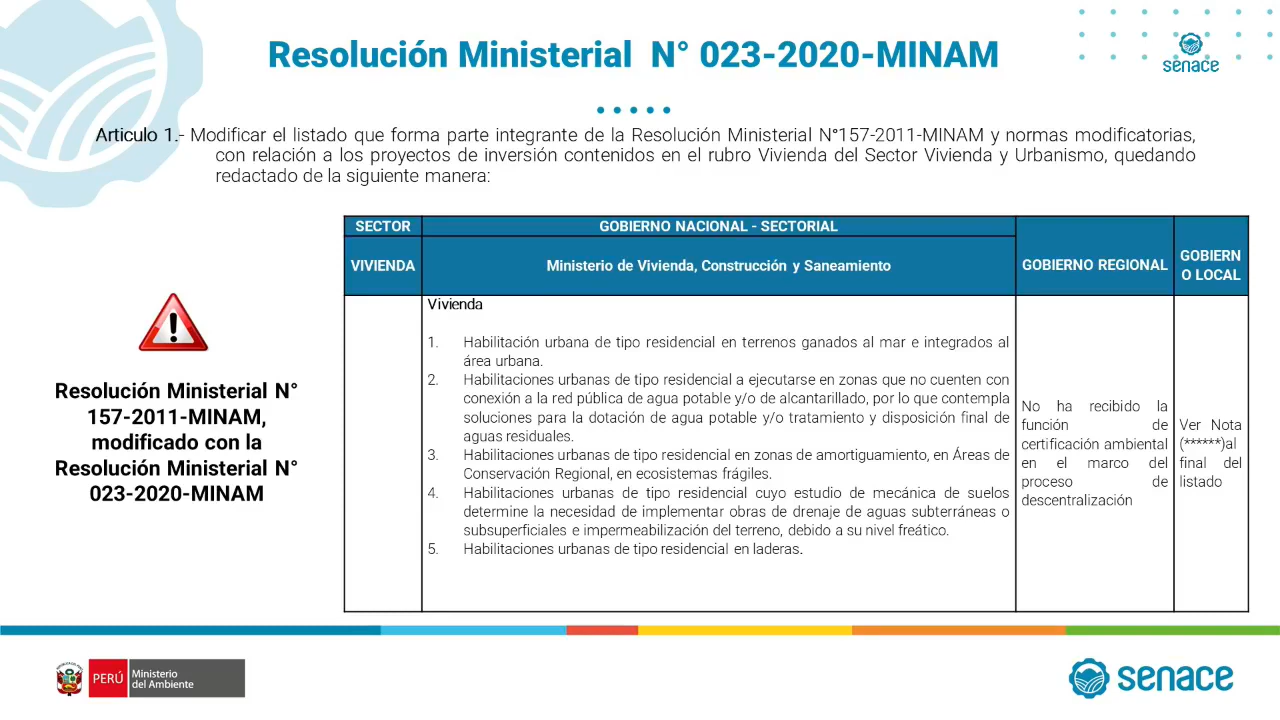 Resolución Ministerial N° 023-2020-MINAM
senace
Articulo 1.- Modificar el listado que forma parte integrante de la Resolución Ministerial N°157-2011-MINAM y normas modificatorias,
con relación a los proyectos de inversión contenidos en el rubro Vivienda del Sector Vivienda y Urbanismo, quedando
redactado de la siguiente manera:
Resolución Ministerial N°
157-2011-MINAM,
modificado con la
Resolución Ministerial N°
023-2020-MINAM
SECTOR
GOBIERNO NACIONAL - SECTORIAL
GOBIERNO REGIONAL
GOBIERN
O LOCAL
VIVIENDA
Ministerio de Vivienda, Construcción y Saneamiento
Vivienda
1. Habilitación urbana de tipo residencial en terrenos ganados al mar e integrados al
área urbana.
2. Habilitaciones urbanas de tipo residencial a ejecutarse en zonas que no cuenten con
conexión a la red pública de agua potable y/o de alcantarillado, por lo que contempla
soluciones para la dotación de agua potable y/o tratamiento y disposición final de
aguas residuales.
3. Habilitaciones urbanas de tipo residencial en zonas de amortiguamiento, en Áreas de
Conservación Regional, en ecosistemas frágiles.
4. Habilitaciones urbanas de tipo residencial cuyo estudio de mecánica de suelos
determine la necesidad de implementar obras de drenaje de aguas subterráneas o
subsuperficiales e impermeabilización del terreno, debido a su nivel freático.
5. Habilitaciones urbanas de tipo residencial en laderas.
No ha recibido la
función de
certificación ambiental
en el marco del
proceso de
descentralización
Ver Nota
(******)al
final del
listado
PERÚ
Ministerio
del Ambiente
senace